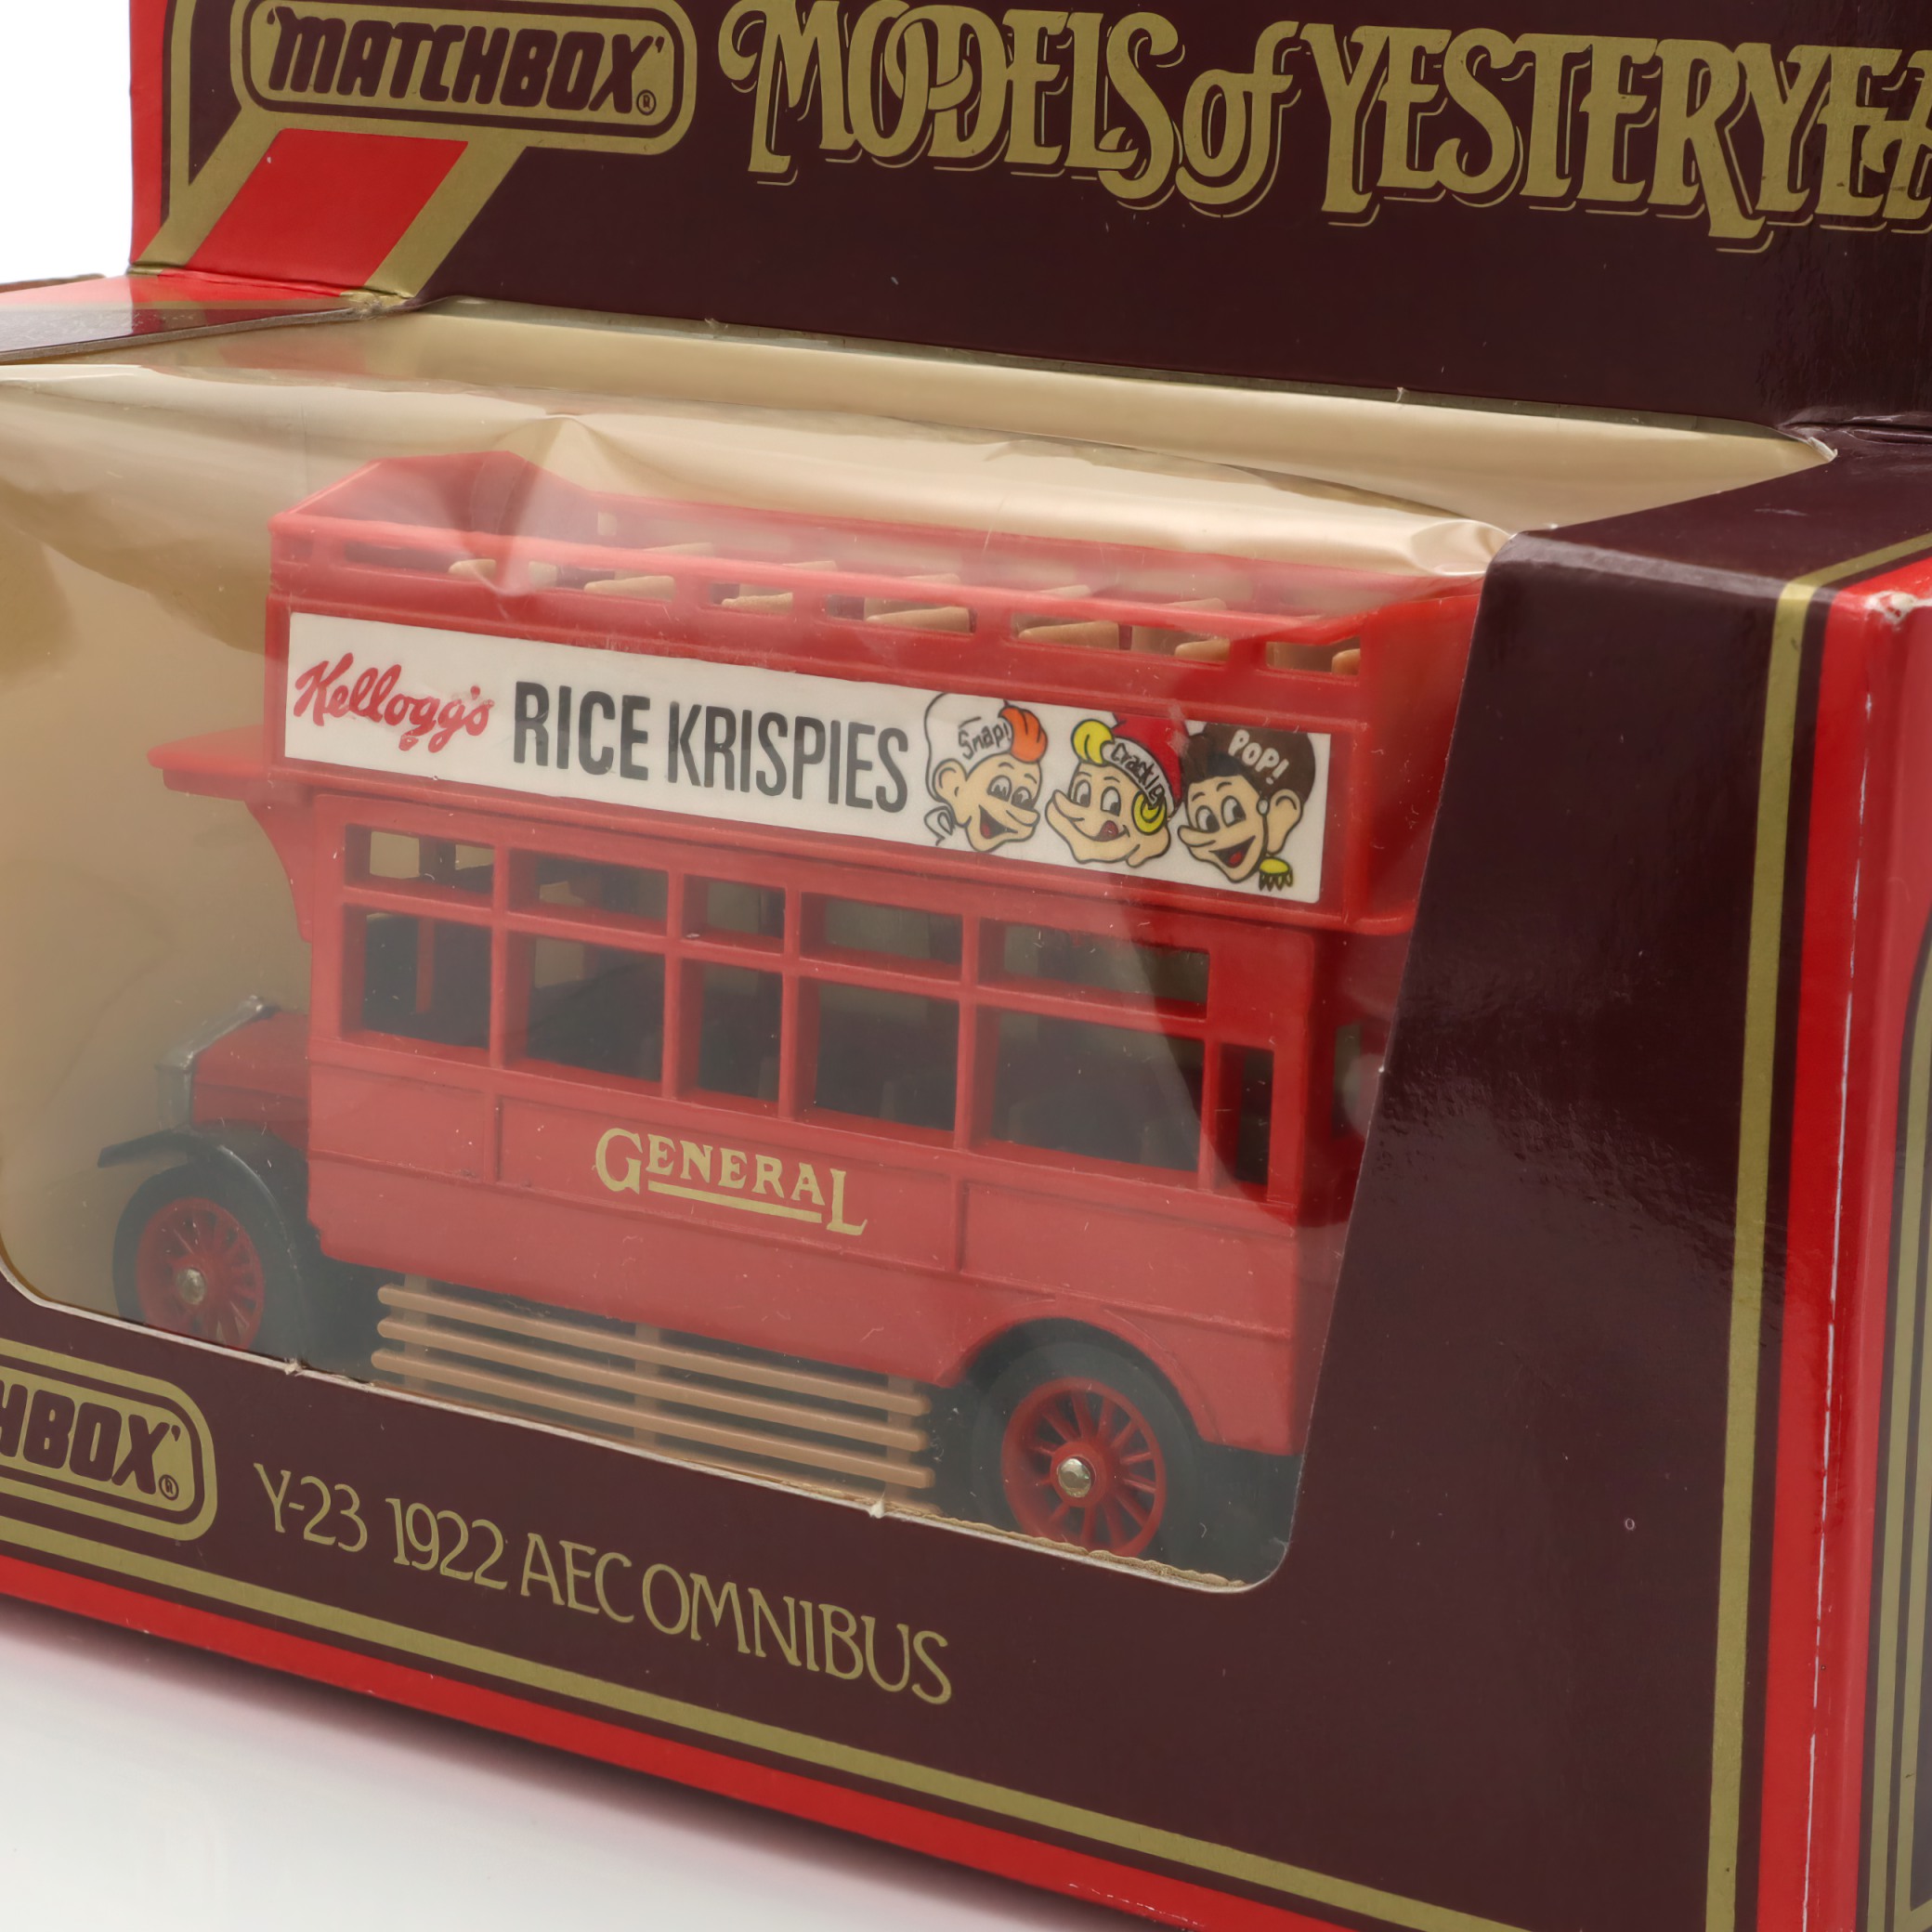 'MATCHBOX'®
MODELS of YESTERYEA
Kellogg's RICE KRISPIES
Snap!
Crackle
POP!
GENERAL
HBOX'®
Y-23 1922 AEC OMNIBUS